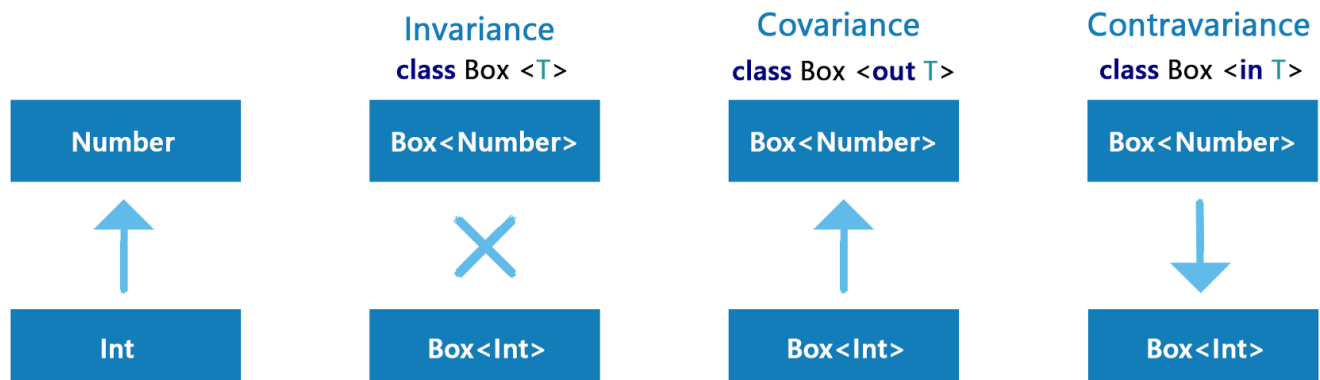 Invariance
Covariance
Contravariance
class Box <T>
class Box <out T>
class Box <in T>
Number
Box<Number>
Box<Number>
Box<Number>
Int
Box<Int>
Box<Int>
Box<Int>